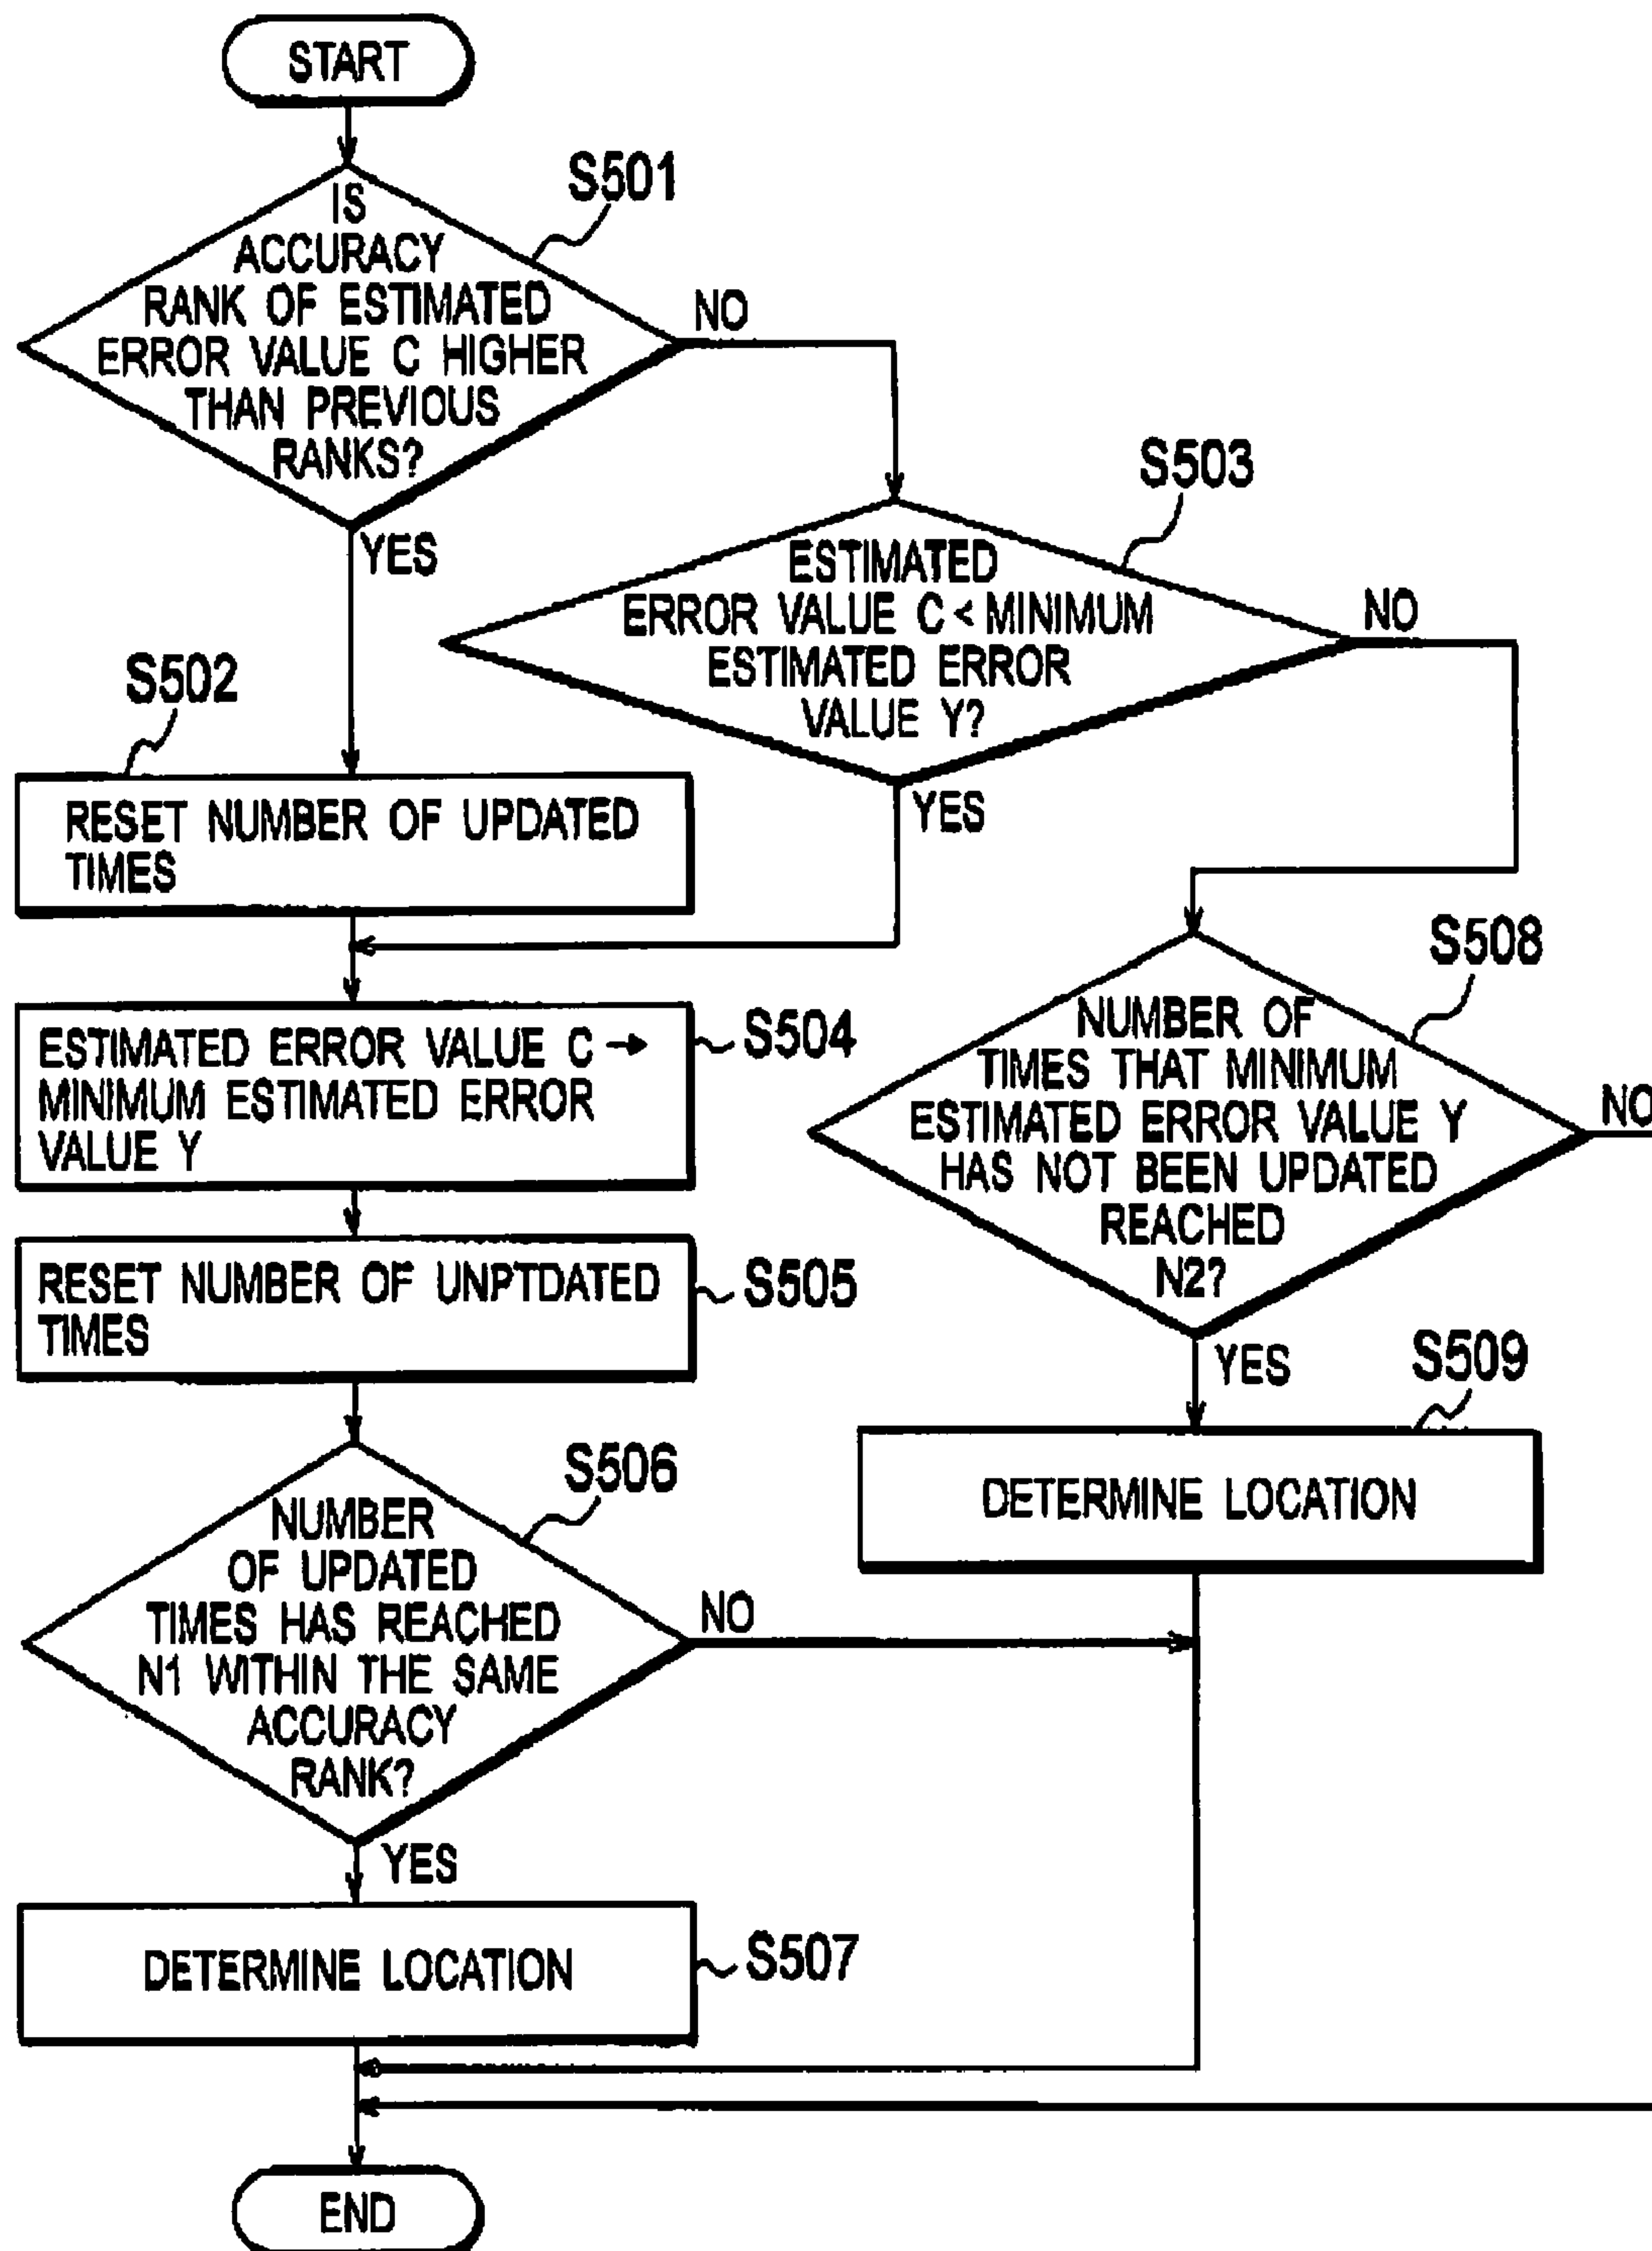 START
S501
IS
ACCURACY
RANK OF ESTIMATED
ERROR VALUE C HIGHER
THAN PREVIOUS
RANKS?
NO
YES
S503
ESTIMATED
ERROR VALUE C < MINIMUM
ESTIMATED ERROR
VALUE Y?
NO
YES
S502
RESET NUMBER OF UPDATED
TIMES
S504
ESTIMATED ERROR VALUE C →
MINIMUM ESTIMATED ERROR
VALUE Y
S508
NUMBER OF
TIMES THAT MINIMUM
ESTIMATED ERROR VALUE Y
HAS NOT BEEN UPDATED
REACHED
N2?
NO
YES
S505
RESET NUMBER OF UNPTDATED
TIMES
S509
DETERMINE LOCATION
S506
NUMBER
OF UPDATED
TIMES HAS REACHED
N1 WITHIN THE SAME
ACCURACY
RANK?
NO
YES
DETERMINE LOCATION
S507
END